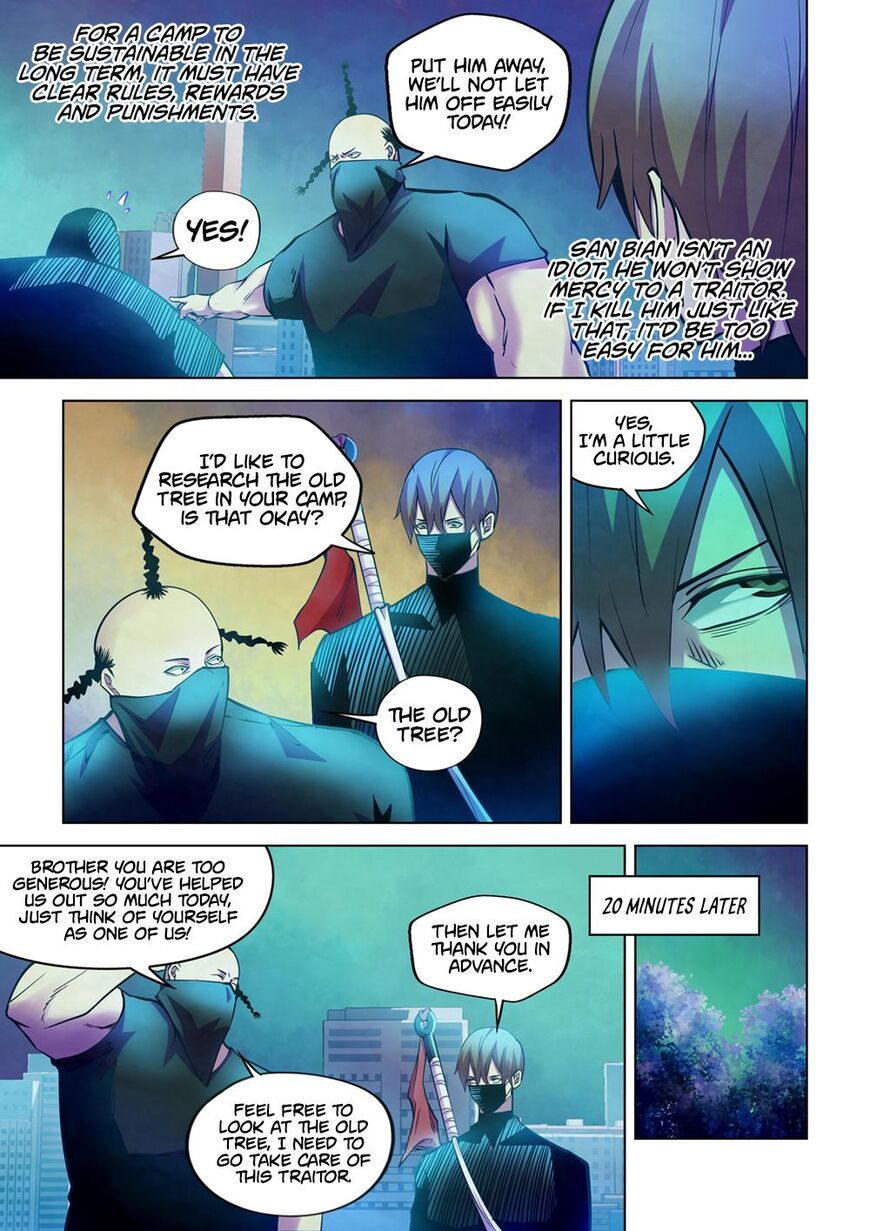 FOR A CAMP TO
BE SUSTAINABLE IN THE
LONG TERM, IT MUST HAVE
CLEAR RULES, REWARDS
AND PUNISHMENTS.
PUT HIM AWAY,
WE'LL NOT LET
HIM OFF EASILY
TODAY!
YES!
SAN BIAN ISN'T AN
IDIOT, HE WON'T SHOW
MERCY TO A TRAITOR,
IF I KILL HIM JUST LIKE
THAT, IT'D BE TOO
EASY FOR HIM...
I'D LIKE TO
RESEARCH THE OLD
TREE IN YOUR CAMP,
IS THAT OKAY?
THE OLD
TREE?
YES,
I'M A LITTLE
CURIOUS.
BROTHER YOU ARE TOO
GENEROUS! YOU'VE HELPED
US OUT SO MUCH TODAY,
JUST THINK OF YOURSELF
AS ONE OF US!
THEN LET ME
THANK YOU IN
ADVANCE.
FEEL FREE TO
LOOK AT THE OLD
TREE, I NEED TO
GO TAKE CARE OF
THIS TRAITOR.
20 MINUTES LATER